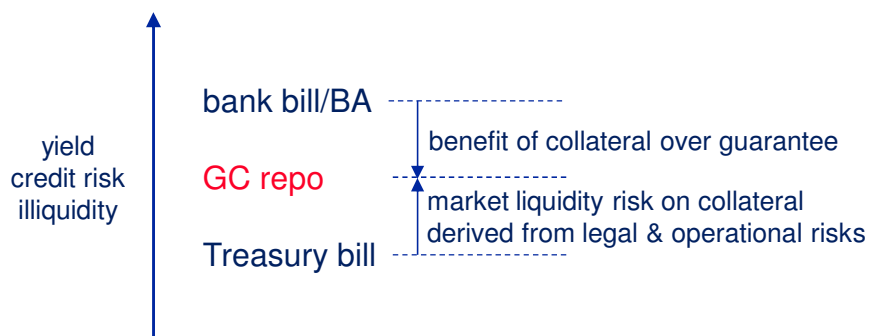 bank bill/BA
benefit of collateral over guarantee
yield
credit risk
illiquidity
GC repo
market liquidity risk on collateral
derived from legal & operational risks
Treasury bill